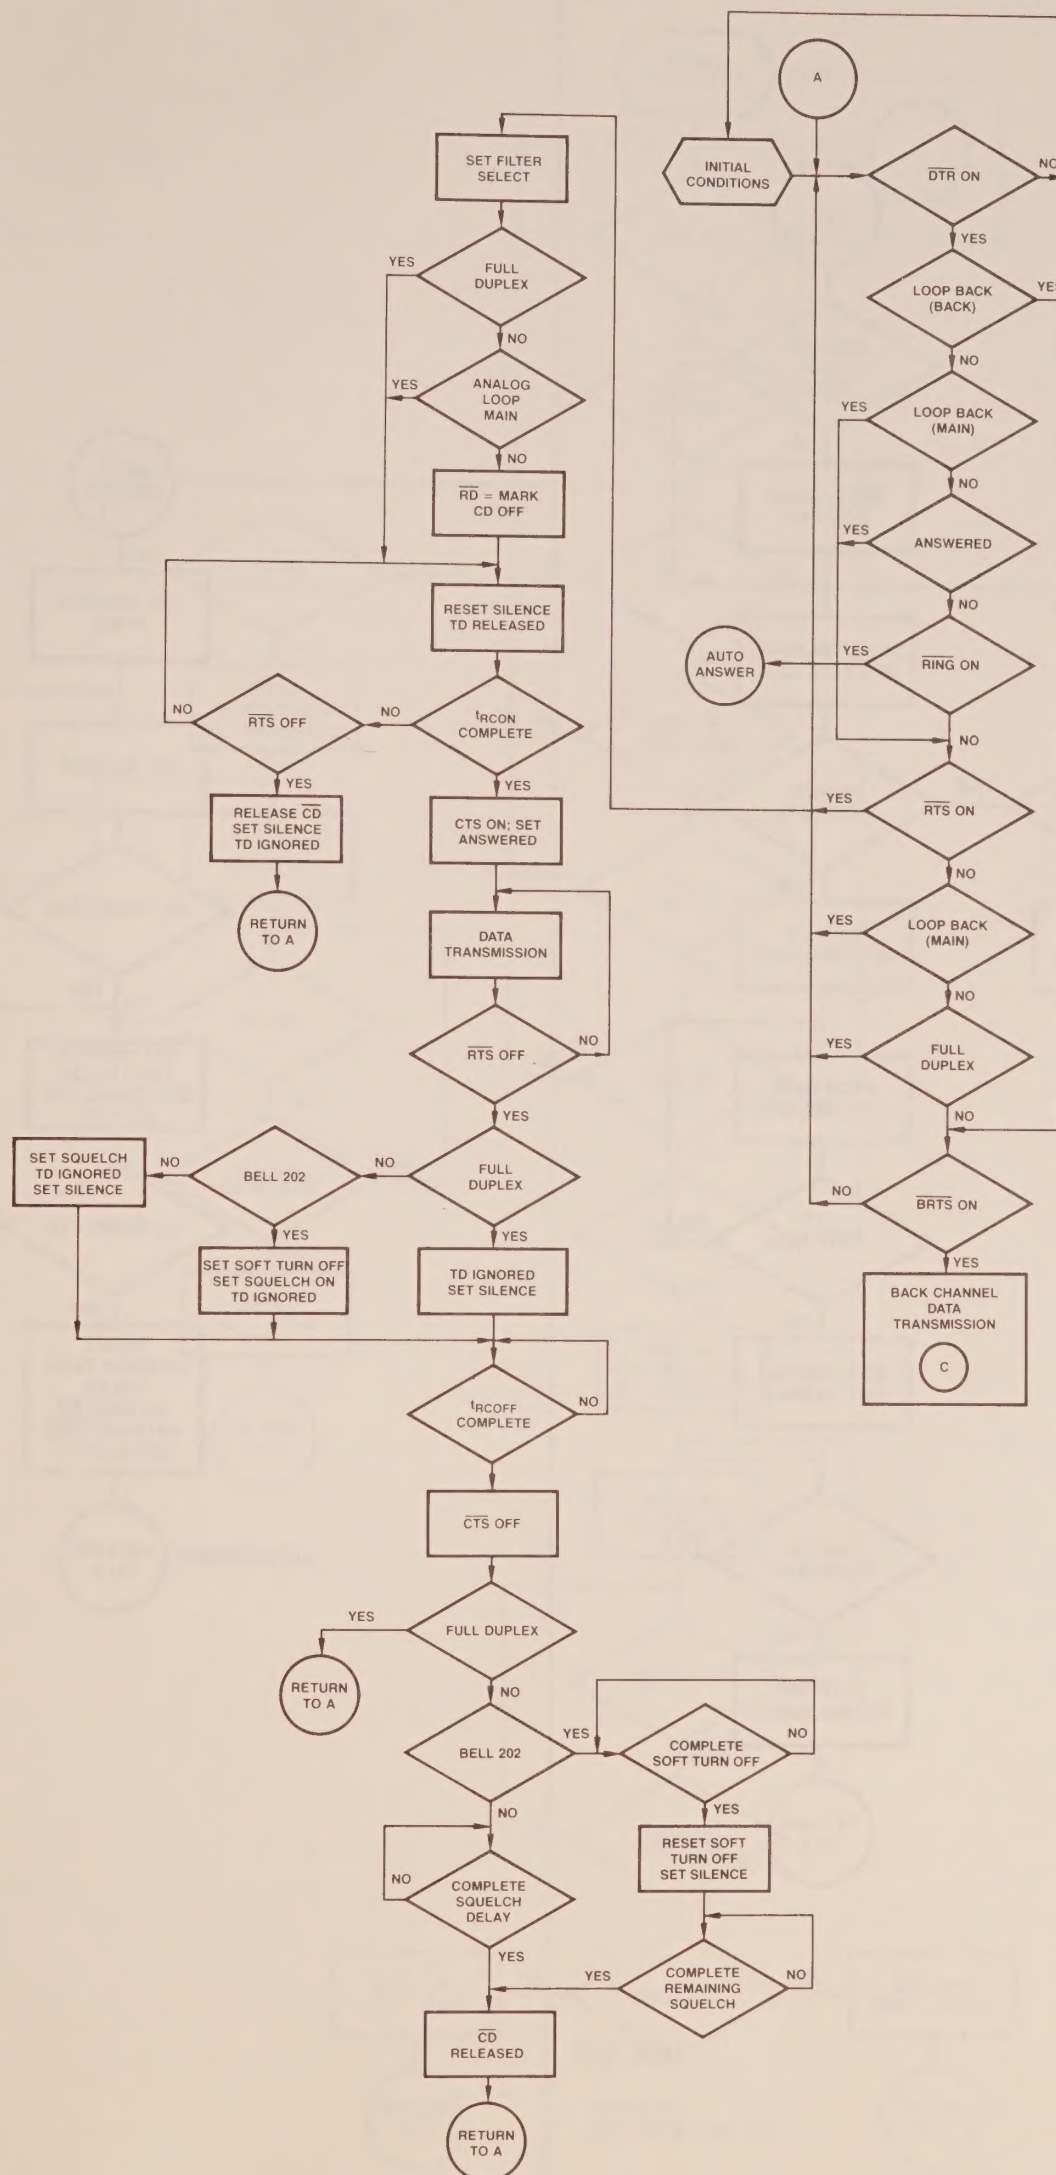 A
INITIAL
CONDITIONS
DTR ON
NO
YES
LOOP BACK
(BACK)
YES
NO
LOOP BACK
(MAIN)
YES
NO
ANSWERED
YES
NO
RING ON
YES
AUTO
ANSWER
NO
RTS ON
YES
NO
LOOP BACK
(MAIN)
YES
NO
FULL
DUPLEX
YES
NO
BRTS ON
NO
YES
BACK CHANNEL
DATA
TRANSMISSION
C
SET FILTER
SELECT
FULL
DUPLEX
YES
NO
ANALOG
LOOP
MAIN
YES
NO
RD = MARK
CD OFF
RESET SILENCE
TD RELEASED
tRCON
COMPLETE
NO
RTS OFF
NO
YES
RELEASE CD
SET SILENCE
TD IGNORED
RETURN
TO A
YES
CTS ON; SET
ANSWERED
DATA
TRANSMISSION
RTS OFF
NO
YES
FULL
DUPLEX
NO
BELL 202
NO
SET SQUELCH
TD IGNORED
SET SILENCE
YES
SET SOFT TURN OFF
SET SQUELCH ON
TD IGNORED
YES
TD IGNORED
SET SILENCE
tRCOFF
COMPLETE
NO
CTS OFF
FULL DUPLEX
YES
RETURN
TO A
NO
BELL 202
YES
COMPLETE
SOFT TURN OFF
NO
YES
RESET SOFT
TURN OFF
SET SILENCE
NO
COMPLETE
SQUELCH
DELAY
NO
YES
COMPLETE
REMAINING
SQUELCH
NO
YES
CD
RELEASED
RETURN
TO A